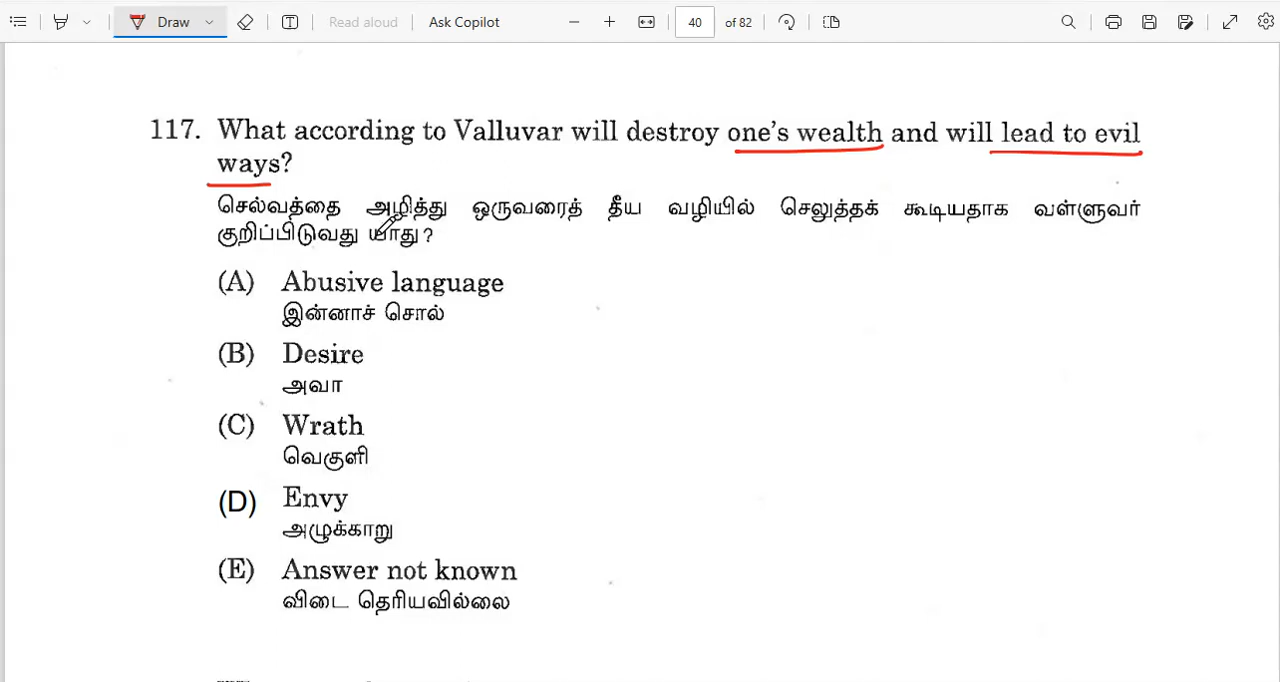 Draw
Read aloud
Ask Copilot
40 of 82
117. What according to Valluvar will destroy one's wealth and will lead to evil
ways?
செல்வத்தை அழித்து ஒருவரைத் தீய வழியில் செலுத்தக் கூடியதாக வள்ளுவர்
குறிப்பிடுவது யாது?
(A) Abusive language
இன்னாச் சொல்
(B) Desire
அவா
(C) Wrath
வெகுளி
(D) Envy
அழுக்காறு
(E) Answer not known
விடை தெரியவில்லை